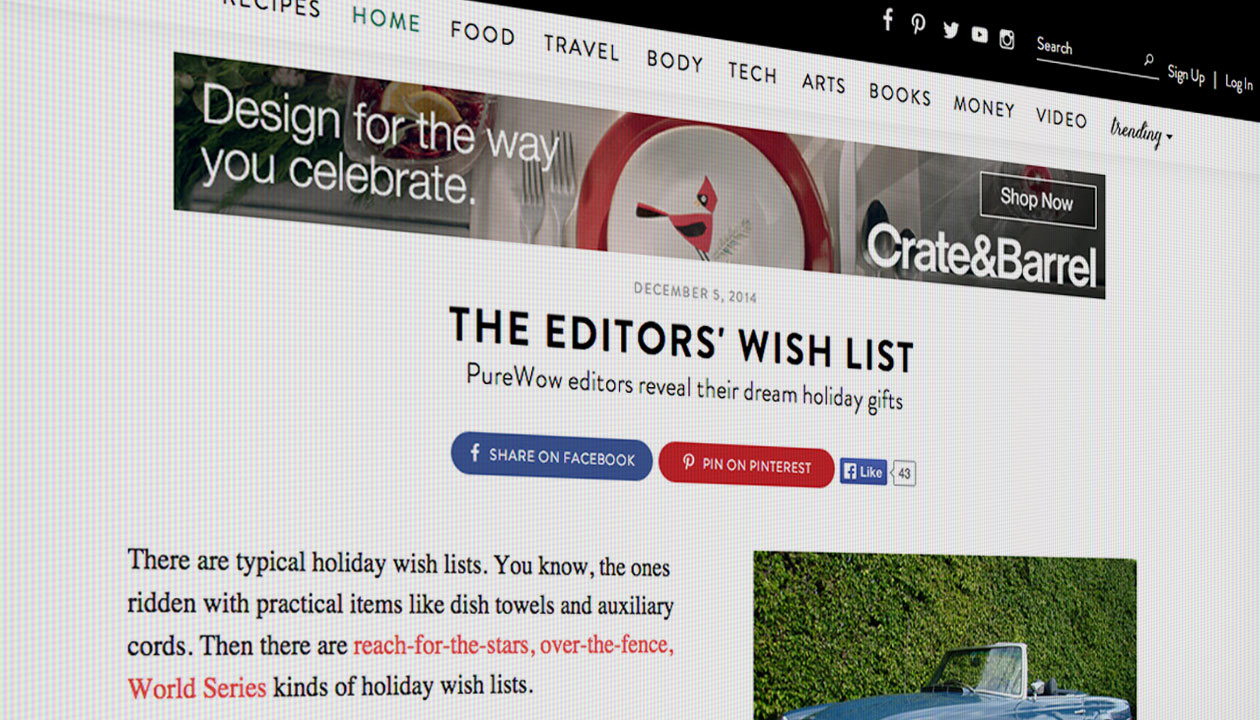 RECIPES HOME FOOD TRAVEL BODY TECH ARTS BOOKS MONEY VIDEO trending
Search
Sign Up | Log In
Design for the way
you celebrate.
Shop Now
Crate&Barrel
DECEMBER 5, 2014
THE EDITORS' WISH LIST
PureWow editors reveal their dream holiday gifts
SHARE ON FACEBOOK PIN ON PINTEREST Like 43
There are typical holiday wish lists. You know, the ones
ridden with practical items like dish towels and auxiliary
cords. Then there are reach-for-the-stars, over-the-fence,
World Series kinds of holiday wish lists.